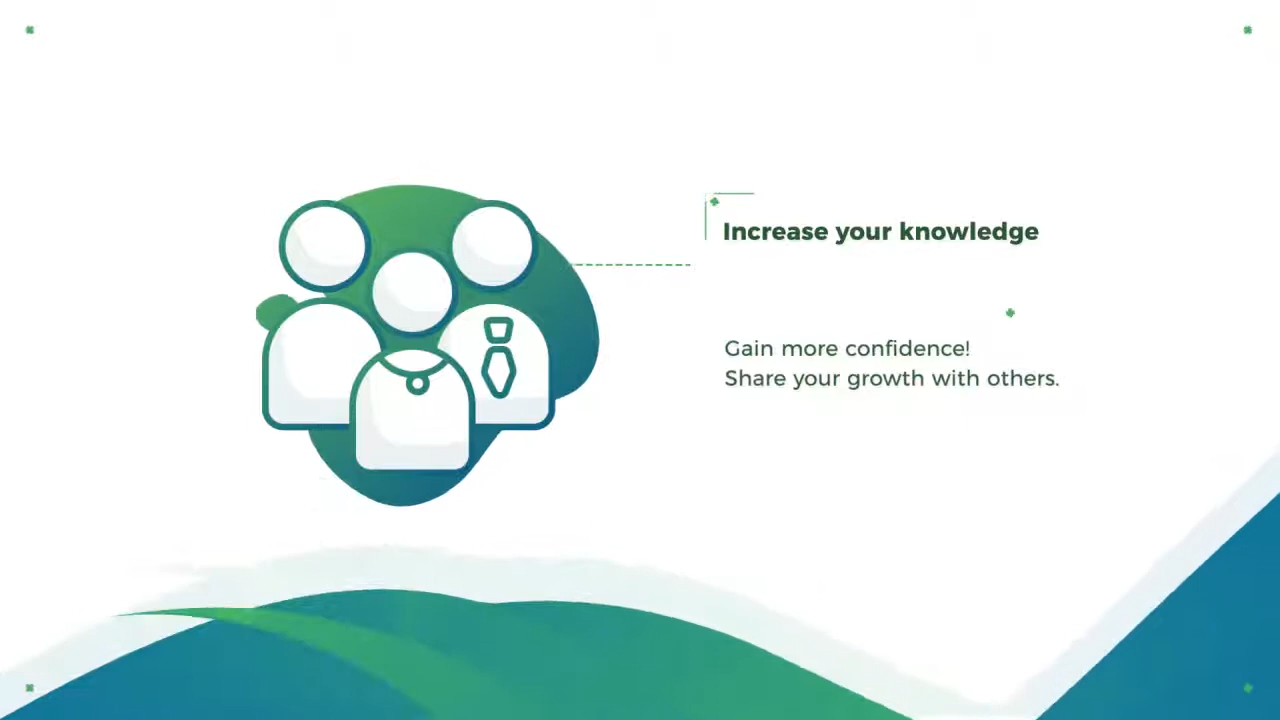 Increase your knowledge
Gain more confidence!
Share your growth with others.